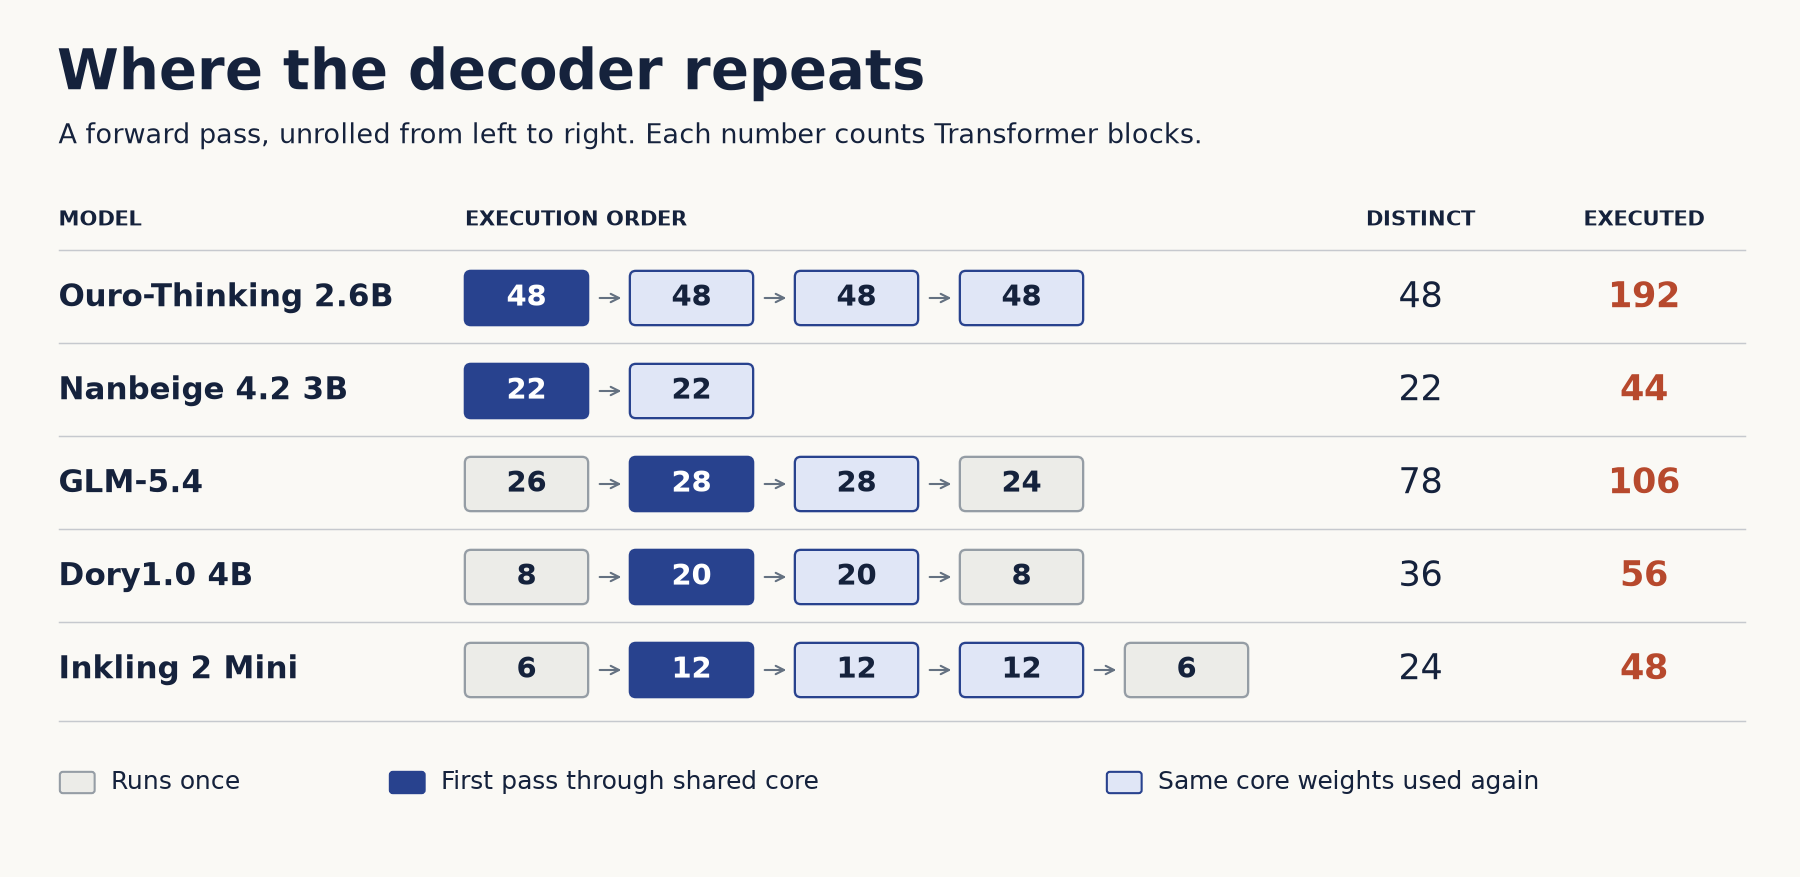 Where the decoder repeats
A forward pass, unrolled from left to right. Each number counts Transformer blocks.
MODEL EXECUTION ORDER DISTINCT EXECUTED
Ouro-Thinking 2.6B 48 → 48 → 48 → 48 48 192
Nanbeige 4.2 3B 22 → 22 22 44
GLM-5.4 26 → 28 → 28 → 24 78 106
Dory1.0 4B 8 → 20 → 20 → 8 36 56
Inkling 2 Mini 6 → 12 → 12 → 12 → 6 24 48
Runs once First pass through shared core Same core weights used again